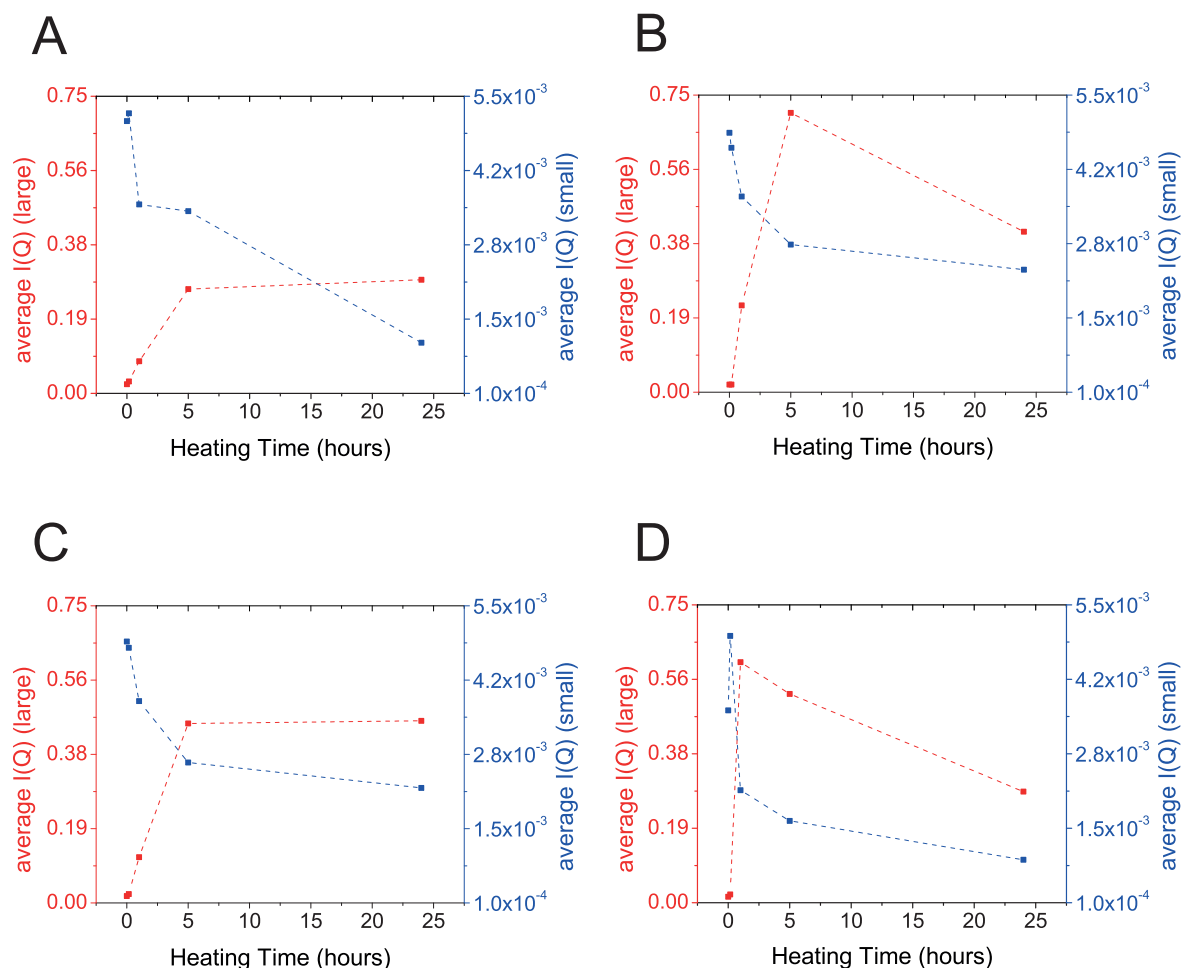 A
average I(Q) (large)
0.75
0.56
0.38
0.19
0.00
5.5x10⁻³
4.2x10⁻³
2.8x10⁻³
1.5x10⁻³
1.0x10⁻⁴
average I(Q) (small)
0 5 10 15 20 25
Heating Time (hours)
B
average I(Q) (large)
0.75
0.56
0.38
0.19
0.00
5.5x10⁻³
4.2x10⁻³
2.8x10⁻³
1.5x10⁻³
1.0x10⁻⁴
average I(Q) (small)
0 5 10 15 20 25
Heating Time (hours)
C
average I(Q) (large)
0.75
0.56
0.38
0.19
0.00
5.5x10⁻³
4.2x10⁻³
2.8x10⁻³
1.5x10⁻³
1.0x10⁻⁴
average I(Q) (small)
0 5 10 15 20 25
Heating Time (hours)
D
average I(Q) (large)
0.75
0.56
0.38
0.19
0.00
5.5x10⁻³
4.2x10⁻³
2.8x10⁻³
1.5x10⁻³
1.0x10⁻⁴
average I(Q) (small)
0 5 10 15 20 25
Heating Time (hours)